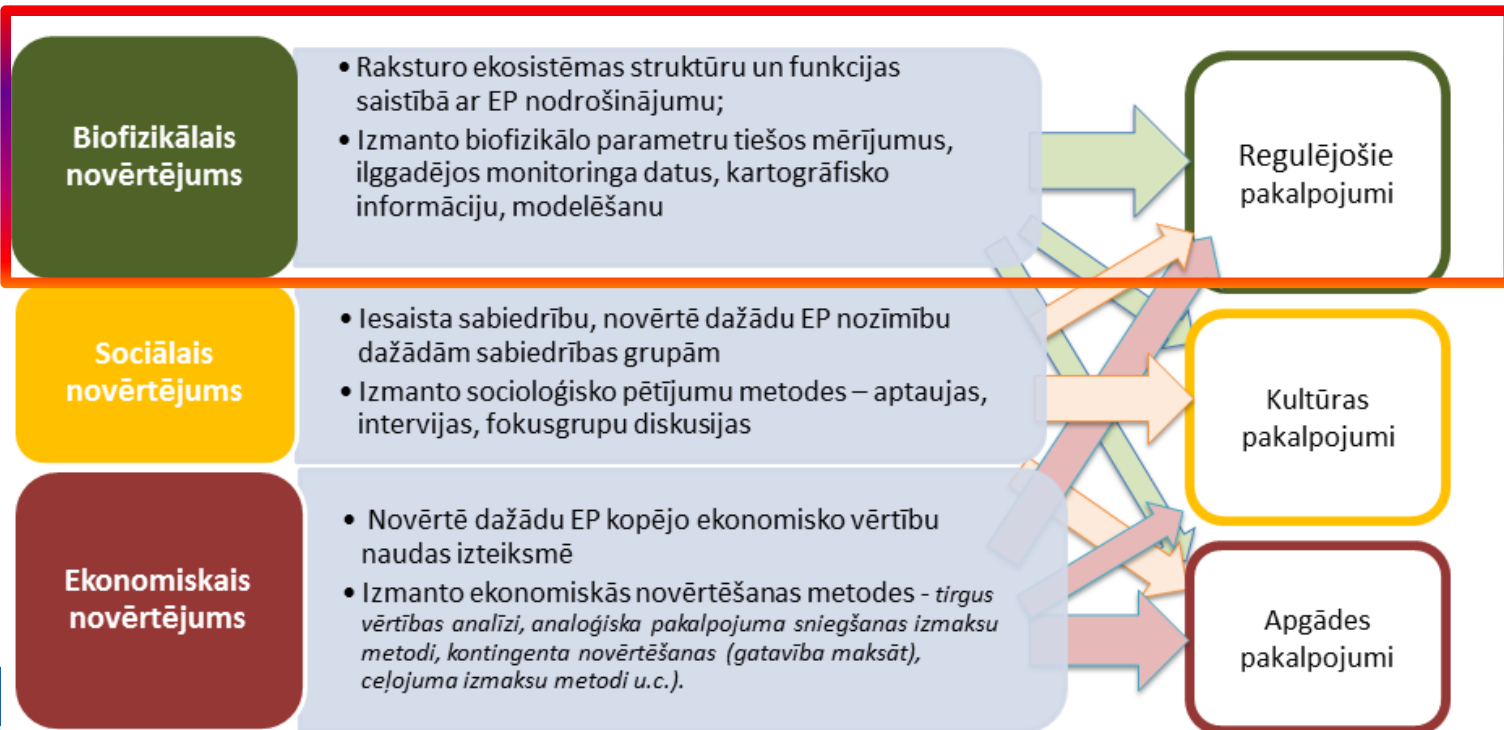 Biofizikālais
novērtējums
• Raksturo ekosistēmas struktūru un funkcijas
saistībā ar EP nodrošinājumu;
• Izmanto biofizikālo parametru tiešos mērījumus,
ilggadējos monitoringa datus, kartogrāfisko
informāciju, modelēšanu
Regulējošie
pakalpojumi
Sociālais
novērtējums
• Iesaista sabiedrību, novērtē dažādu EP nozīmību
dažādām sabiedrības grupām
• Izmanto socioloģisko pētījumu metodes – aptaujas,
intervijas, fokusgrupu diskusijas
Kultūras
pakalpojumi
Ekonomiskais
novērtējums
• Novērtē dažādu EP kopējo ekonomisko vērtību
naudas izteiksmē
• Izmanto ekonomiskās novērtēšanas metodes - tirgus
vērtības analīzi, analoģiska pakalpojuma sniegšanas izmaksu
metodi, kontingenta novērtēšanas (gatavība maksāt),
ceļojuma izmaksu metodi u.c.).
Apgādes
pakalpojumi